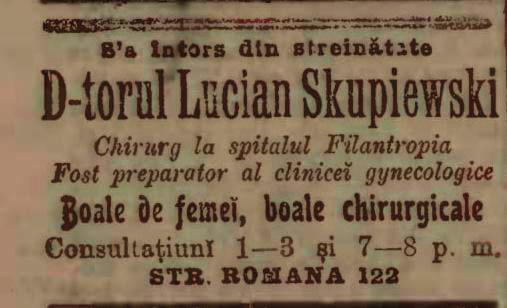 S'a întors din streinătate
D-torul Lucian Skupiewski
Chirurg la spitalul Filantropia
Fost preparator al cliniceĭ gynecologice
Boale de femeĭ, boale chirurgicale
Consultațiunĭ 1—3 și 7—8 p. m.
STR. ROMANA 122